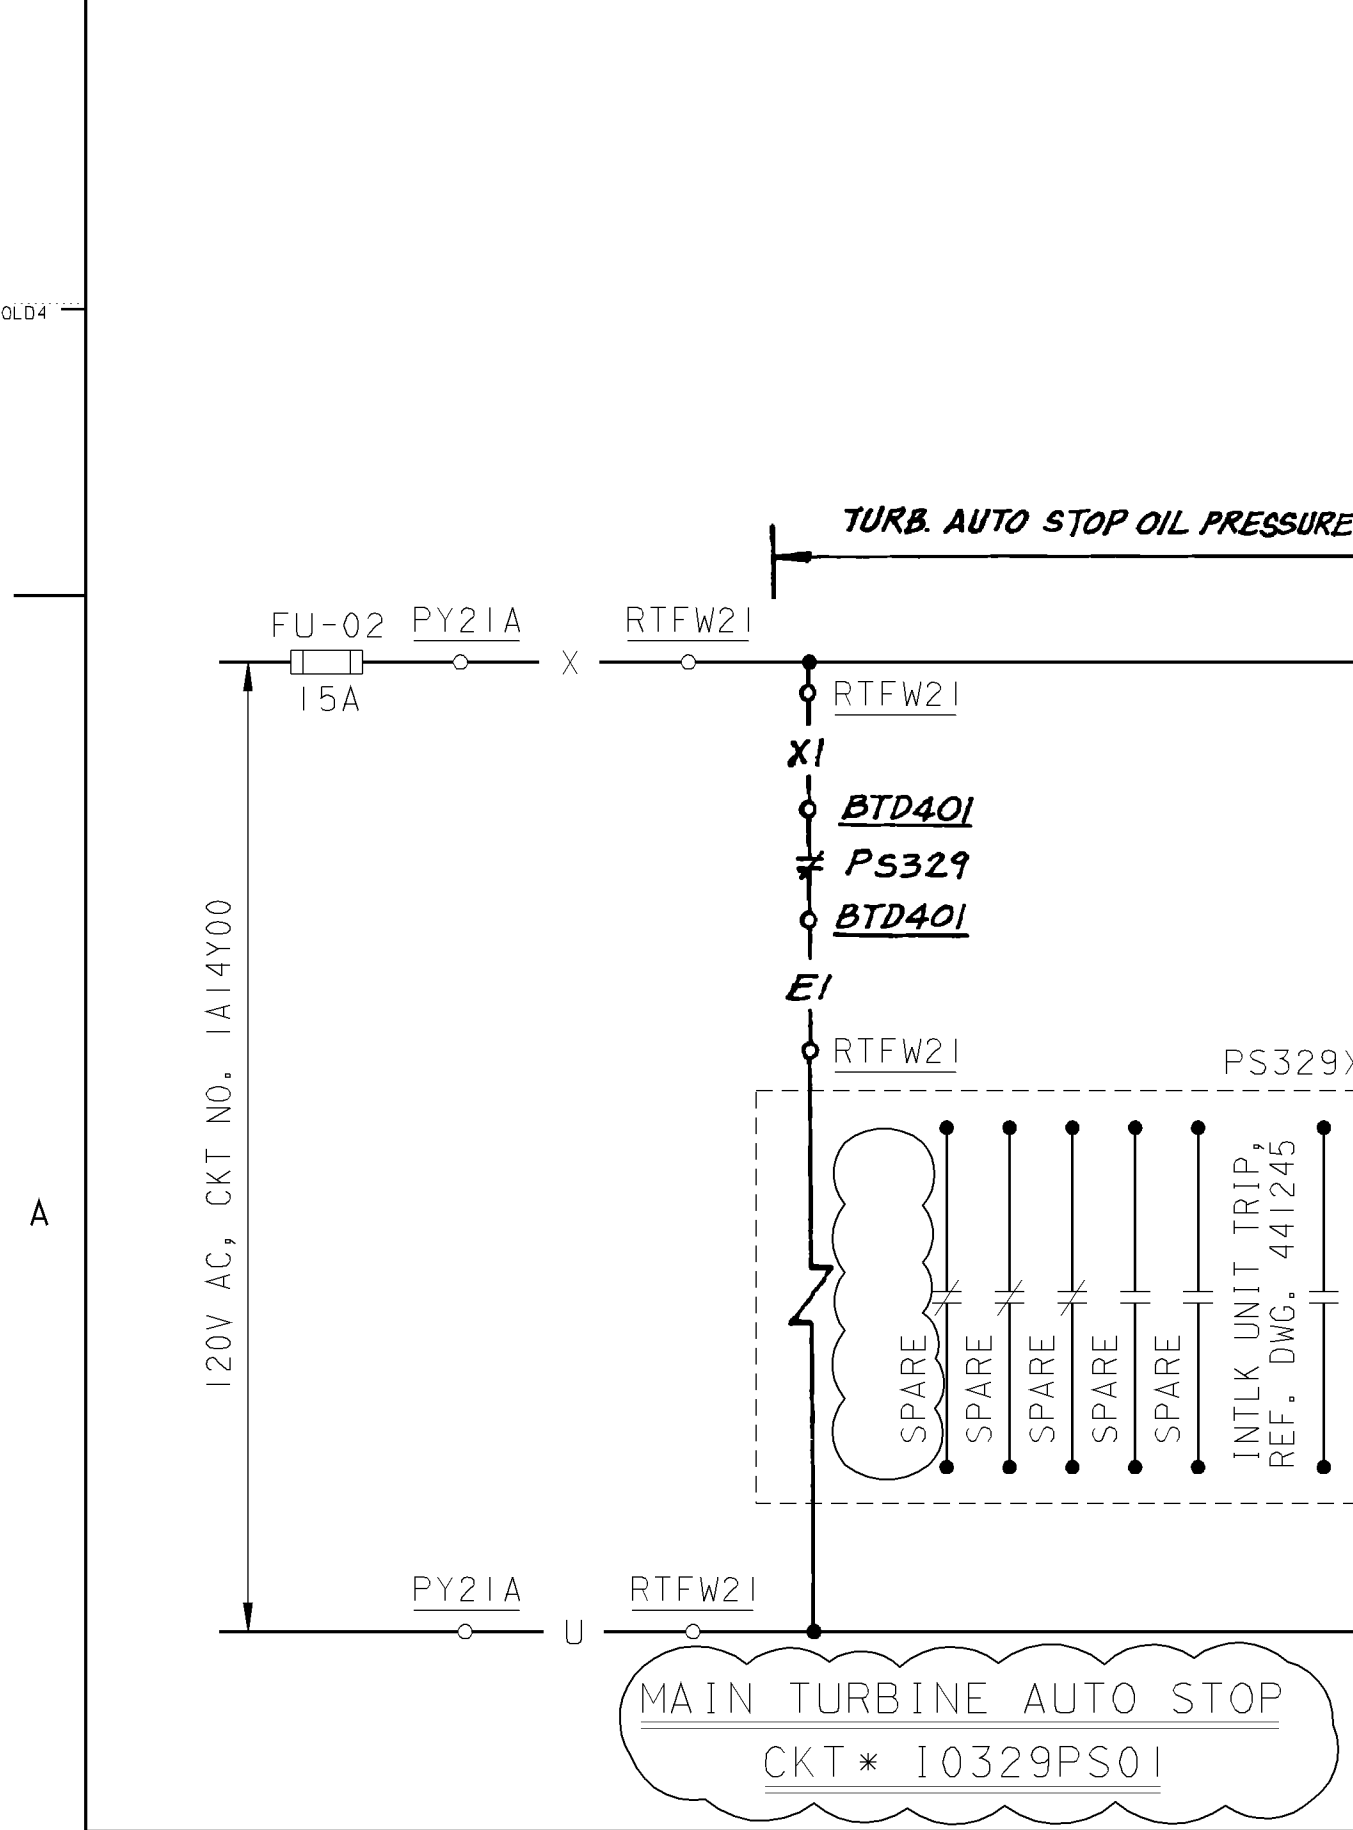 OLD4
TURB. AUTO STOP OIL PRESSURE
FU-02
PY21A
RTFW21
X
15A
RTFW21
X1
BTD401
PS329
BTD401
E1
RTFW21
PS329X
120V AC, CKT NO. 1A14Y00
A
SPARE
SPARE
SPARE
SPARE
SPARE
INTLK UNIT TRIP,
REF. DWG. 441245
PY21A
RTFW21
U
MAIN TURBINE AUTO STOP
CKT* I0329PS01